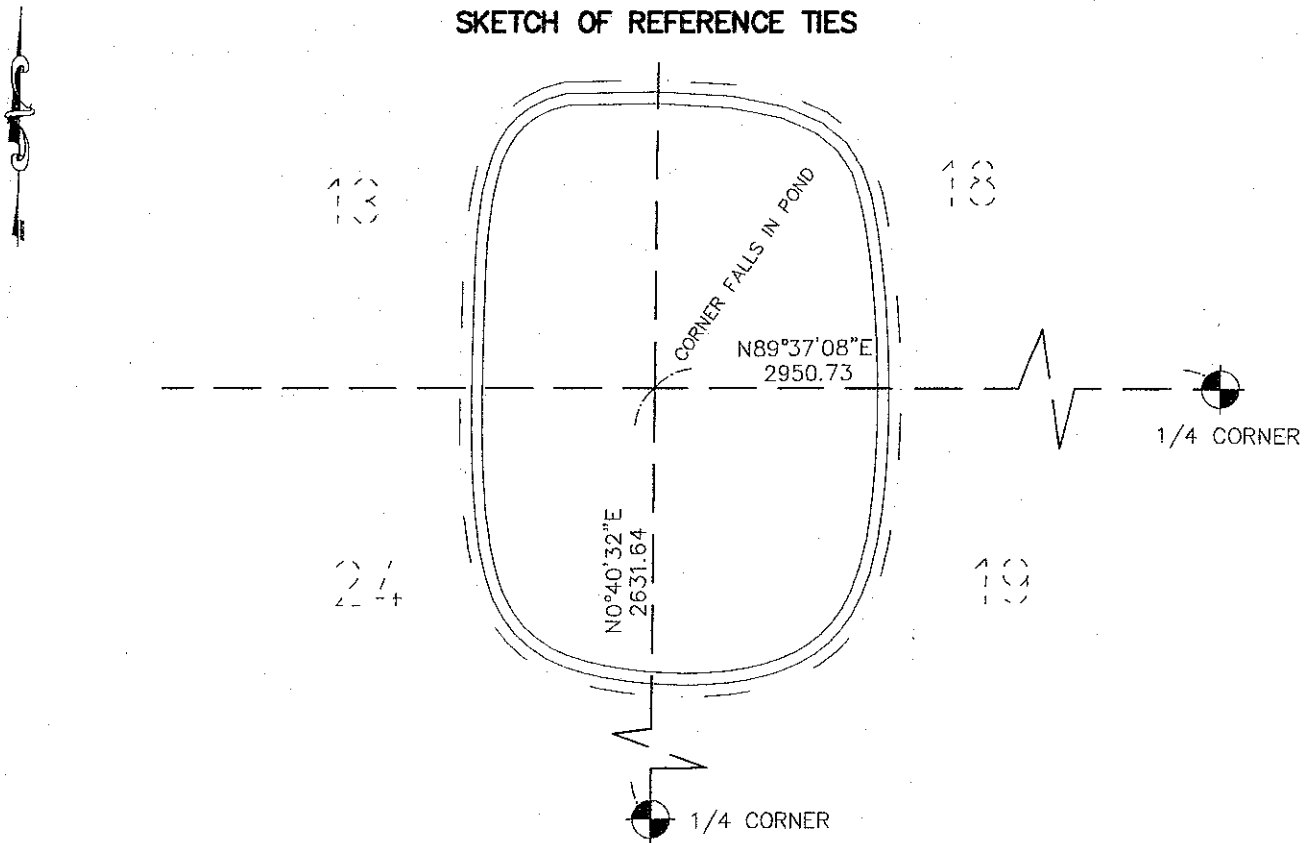 SKETCH OF REFERENCE TIES
13
18
CORNER FALLS IN POND
N89°37'08"E
2950.73
1/4 CORNER
N0°40'32"E
2631.64
24
19
1/4 CORNER